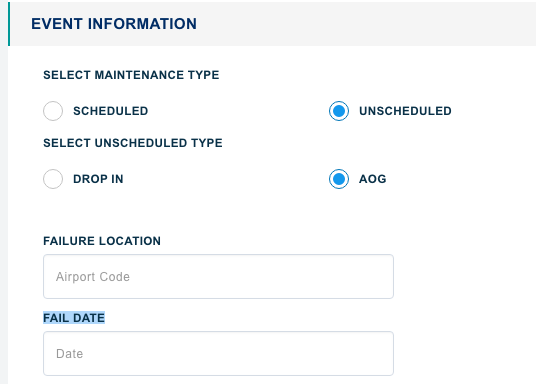 EVENT INFORMATION
SELECT MAINTENANCE TYPE
SCHEDULED UNSCHEDULED
SELECT UNSCHEDULED TYPE
DROP IN AOG
FAILURE LOCATION
Airport Code
FAIL DATE
Date